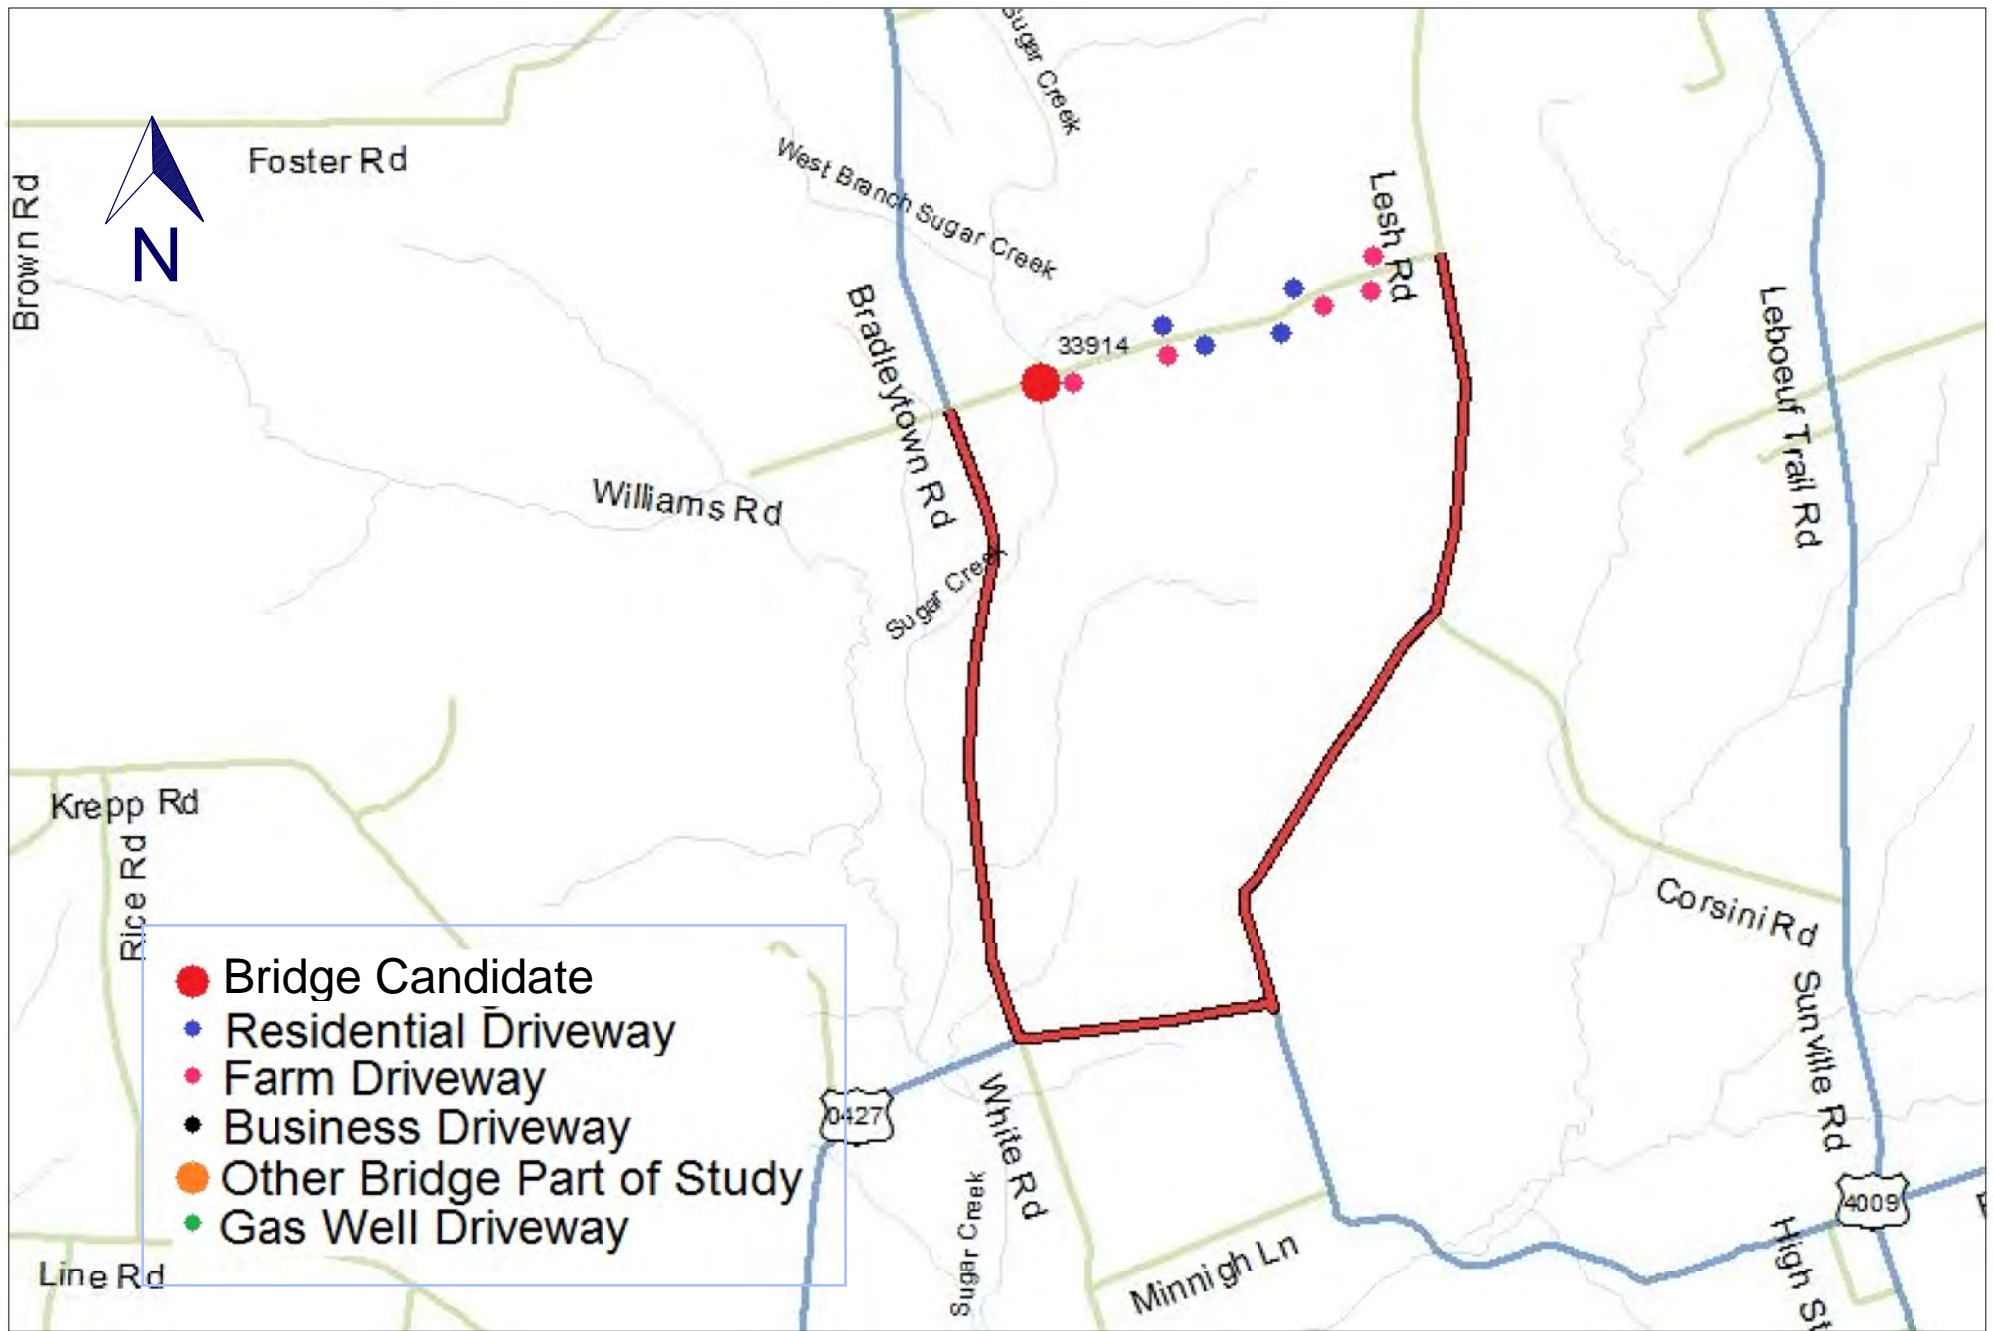 Sugar Creek
Foster Rd
West Branch Sugar Creek
Brown Rd
N
Lesh Rd
Bradleytown Rd
33914
Leboeuf Trail Rd
Williams Rd
Sugar Creek
Krepp Rd
Rice Rd
Corsini Rd
Bridge Candidate
Residential Driveway
Farm Driveway
Business Driveway
Other Bridge Part of Study
Gas Well Driveway
Sunville Rd
0427
White Rd
Sugar Creek
4009
High St
Minnigh Ln
Line Rd